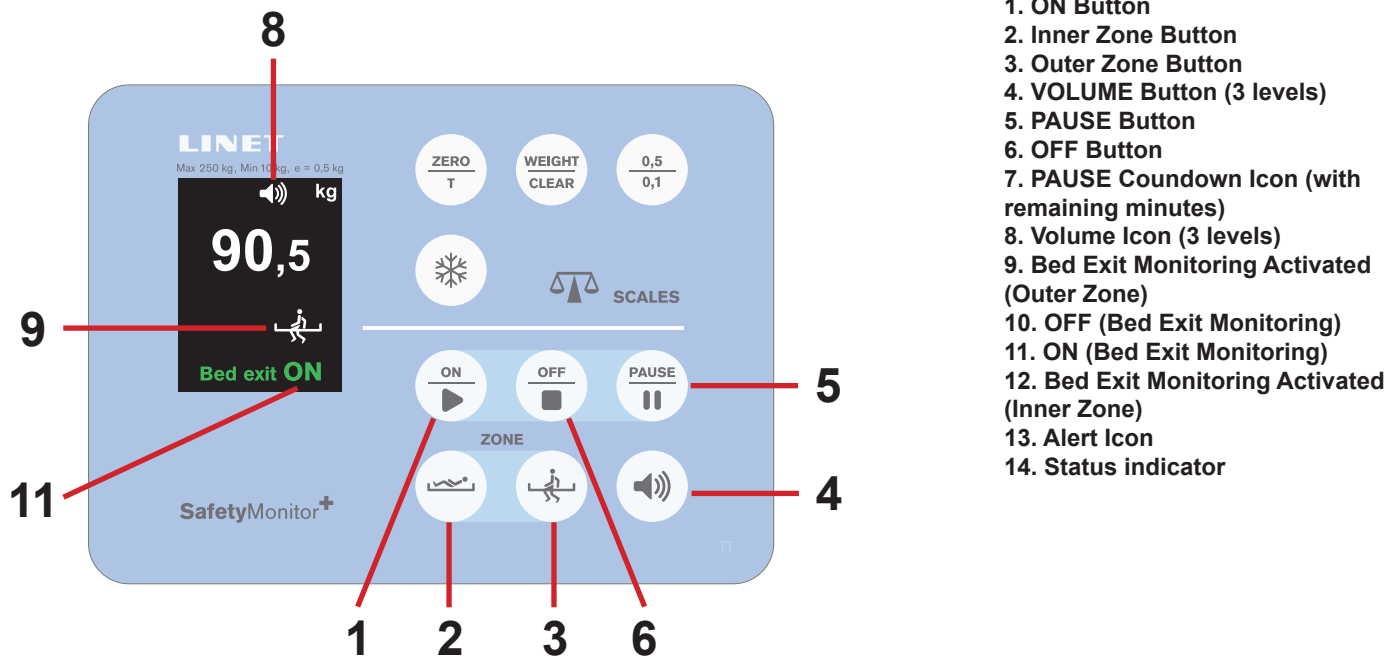 8
LINET
Max 250 kg, Min 10 kg, e = 0,5 kg
kg
90,5
Bed exit ON
ZERO
T
WEIGHT
CLEAR
0,5
0,1
SCALES
ON
OFF
PAUSE
ZONE
SafetyMonitor+
TT
9
11
5
4
1
2
3
6
1. ON Button
2. Inner Zone Button
3. Outer Zone Button
4. VOLUME Button (3 levels)
5. PAUSE Button
6. OFF Button
7. PAUSE Coundown Icon (with
remaining minutes)
8. Volume Icon (3 levels)
9. Bed Exit Monitoring Activated
(Outer Zone)
10. OFF (Bed Exit Monitoring)
11. ON (Bed Exit Monitoring)
12. Bed Exit Monitoring Activated
(Inner Zone)
13. Alert Icon
14. Status indicator